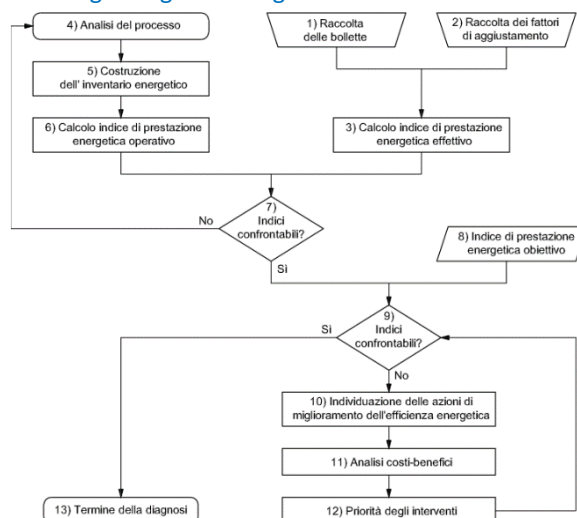 4) Analisi del processo
1) Raccolta
delle bollette
2) Raccolta dei fattori
di aggiustamento
5) Costruzione
dell' inventario energetico
6) Calcolo indice di prestazione
energetica operativo
3) Calcolo indice di prestazione
energetica effettivo
7)
Indici
confrontabili?
No
Sì
8) Indice di prestazione
energetica obiettivo
9)
Indici
confrontabili?
Sì
No
10) Individuazione delle azioni di
miglioramento dell'efficienza energetica
11) Analisi costi-benefici
13) Termine della diagnosi
12) Priorità degli interventi